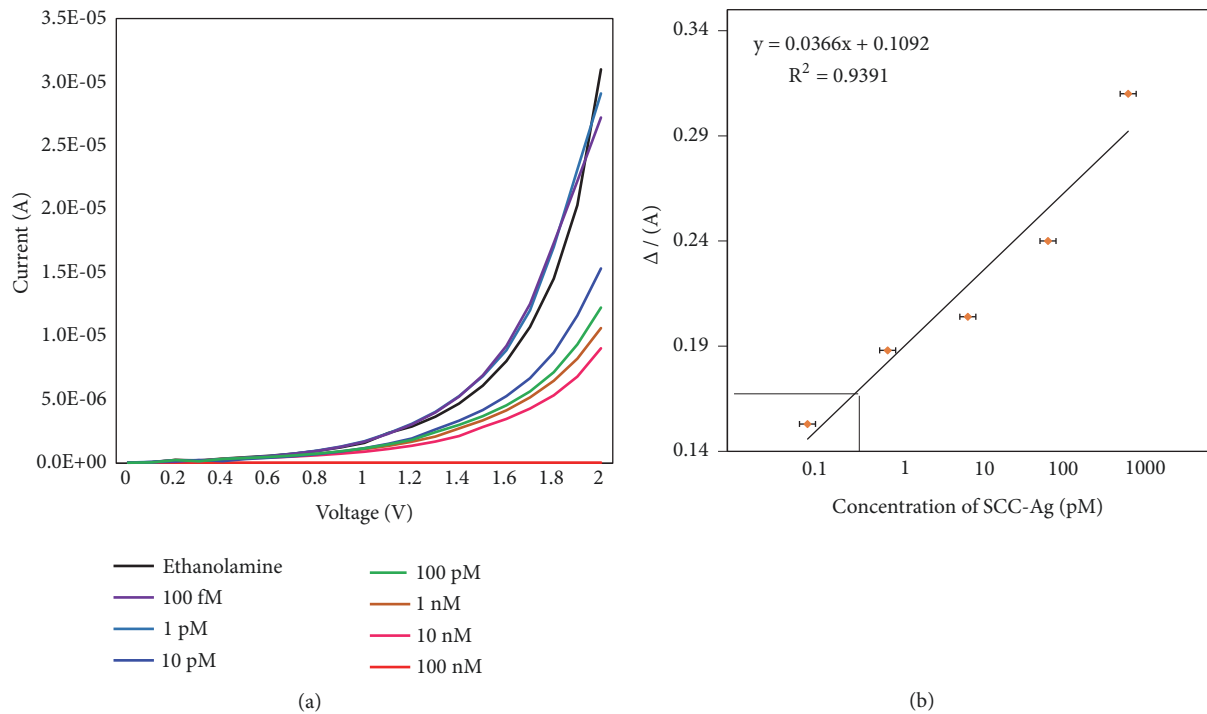 (a)
3.5E-05
3.0E-05
2.5E-05
2.0E-05
1.5E-05
1.0E-05
5.0E-06
0.0E+00
Current (A)
0 0.2 0.4 0.6 0.8 1 1.2 1.4 1.6 1.8 2
Voltage (V)
Ethanolamine
100 fM
1 pM
10 pM
100 pM
1 nM
10 nM
100 nM
(a)
(b)
y = 0.0366x + 0.1092
R² = 0.9391
0.34
0.29
0.24
0.19
0.14
Δ / (A)
0.1 1 10 100 1000
Concentration of SCC-Ag (pM)
(b)